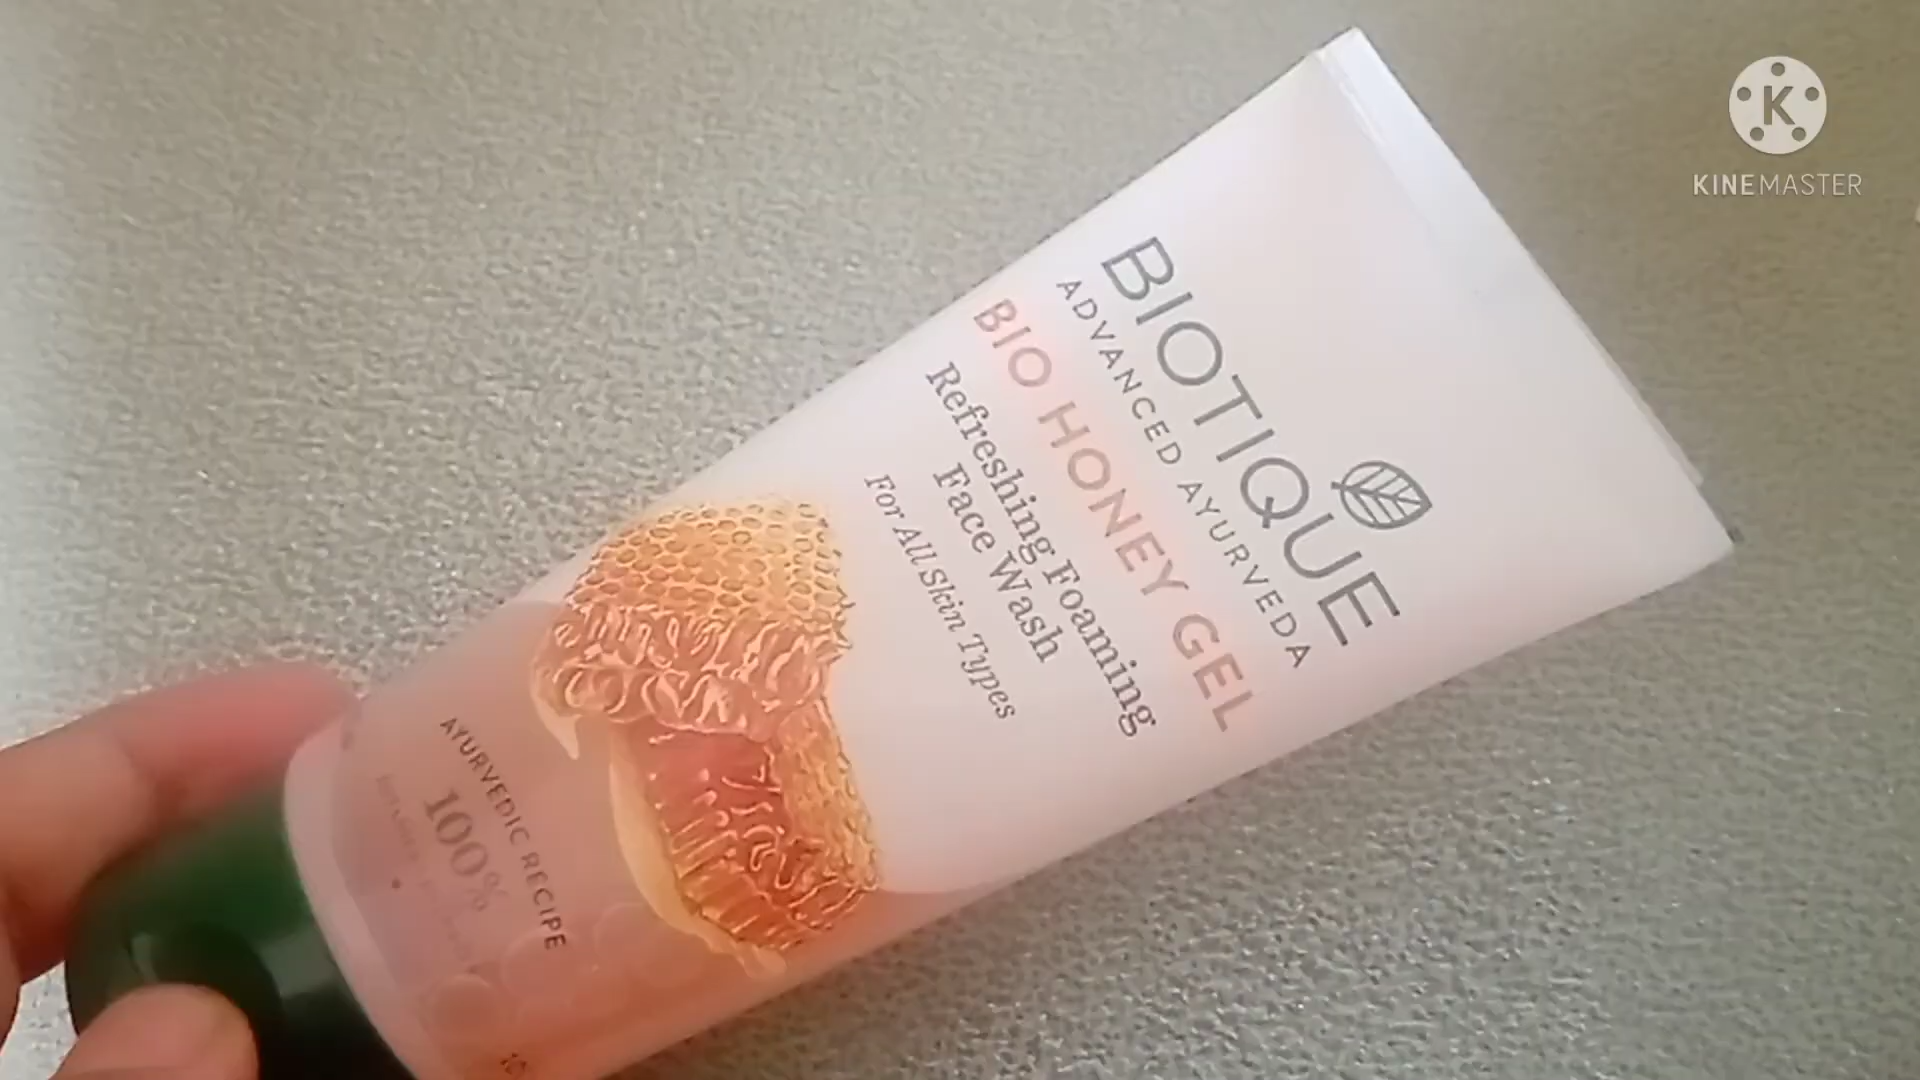 BIOTIQUE
ADVANCED AYURVEDA
BIO HONEY GEL
Refreshing Foaming
Face Wash
For All Skin Types
AYURVEDIC RECIPE
100%
K
KINEMASTER